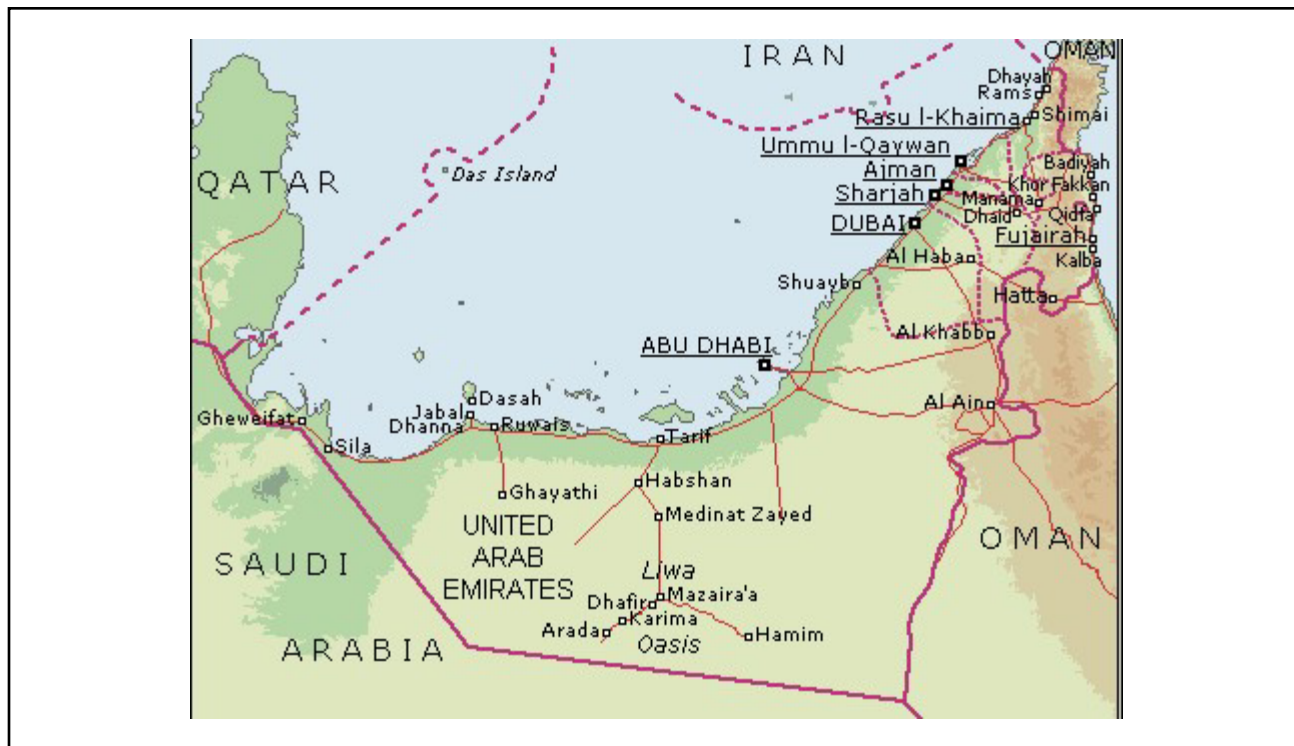 IRAN
OMAN
Dhayah
Rams
Rasu l-Khaima
Shimai
Ummu l-Qaywan
Badiyah
Ajman
Khor Fakkan
QATAR
Das Island
Sharjah
Manama
Dhaid
Qidfa
DUBAI
Fujairah
Al Haba
Kalba
Shuayb
Hatta
Al Khabb
ABU DHABI
Dasah
Al Ain
Jabal
Dhanna
Gheweifat
Ruwais
Sila
Tarif
Habshan
Ghayathi
Medinat Zayed
UNITED
ARAB
EMIRATES
OMAN
SAUDI
ARABIA
Liwa
Mazaira'a
Dhafir
Karima
Arada
Oasis
Hamim